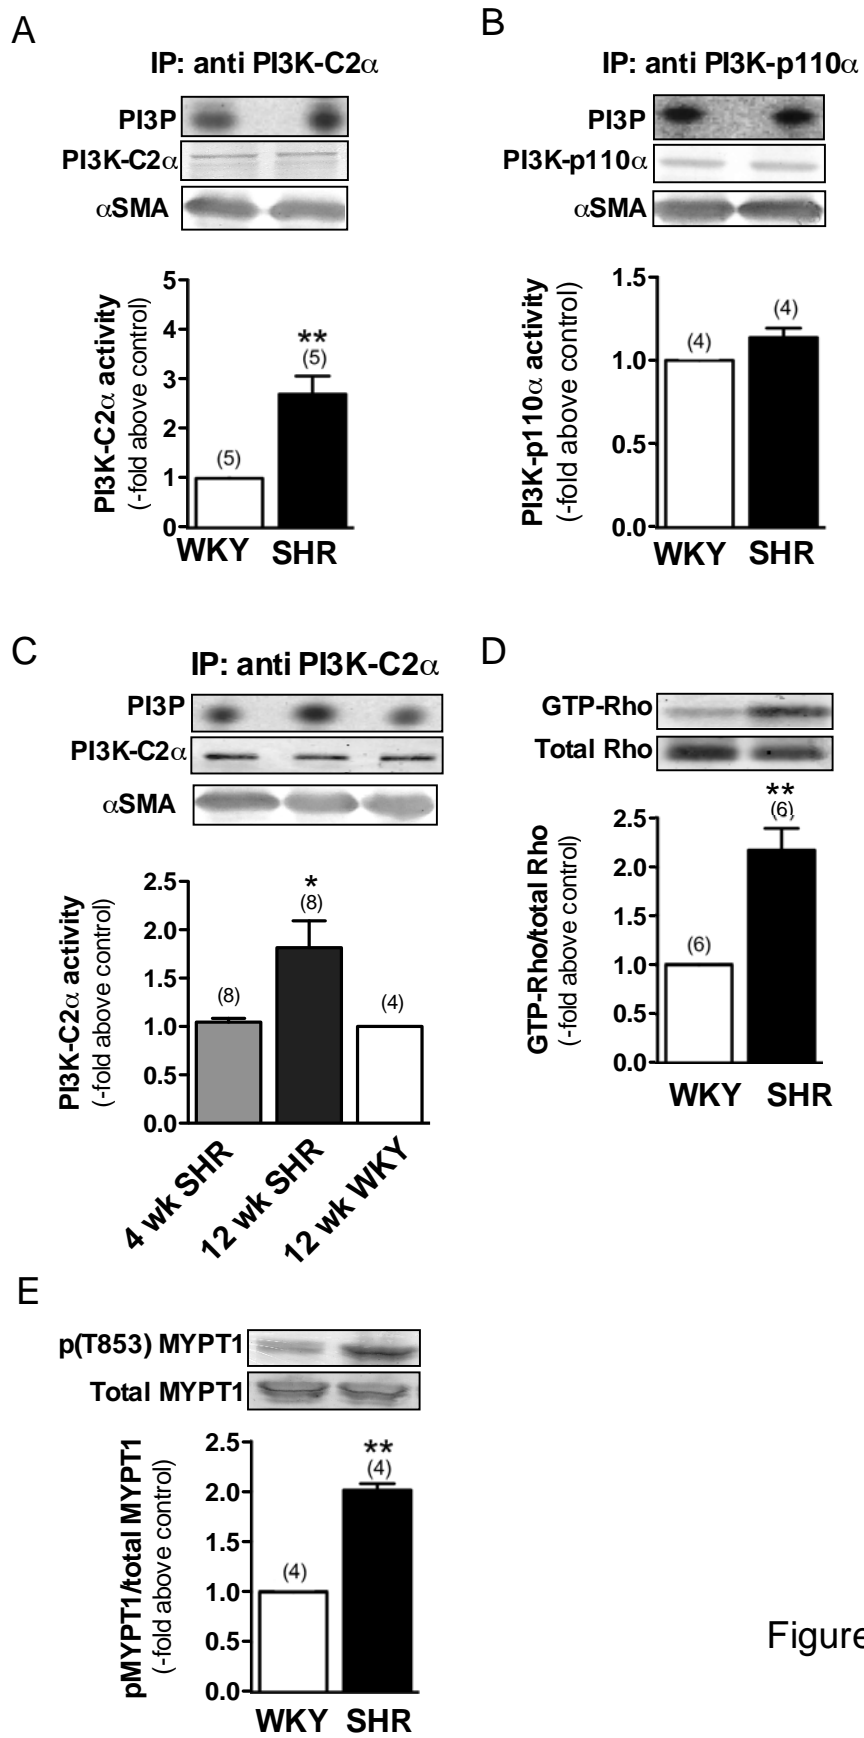 A
IP: anti PI3K-C2α
PI3P
PI3K-C2α
αSMA
PI3K-C2α activity
(-fold above control)
5
4
3
2
1
0
(5)
**
(5)
WKY SHR
B
IP: anti PI3K-p110α
PI3P
PI3K-p110α
αSMA
PI3K-p110α activity
(-fold above control)
1.5
1.0
0.5
0.0
(4)
(4)
WKY SHR
C
IP: anti PI3K-C2α
PI3P
PI3K-C2α
αSMA
PI3K-C2α activity
(-fold above control)
2.5
2.0
1.5
1.0
0.5
0.0
(8)
*
(8)
(4)
4 wk SHR
12 wk SHR
12 wk WKY
D
GTP-Rho
Total Rho
GTP-Rho/total Rho
(-fold above control)
2.5
2.0
1.5
1.0
0.5
0.0
(6)
**
(6)
WKY SHR
E
p(T853) MYPT1
Total MYPT1
pMYPT1/total MYPT1
(-fold above control)
2.5
2.0
1.5
1.0
0.5
0.0
(4)
**
(4)
WKY SHR
Figure